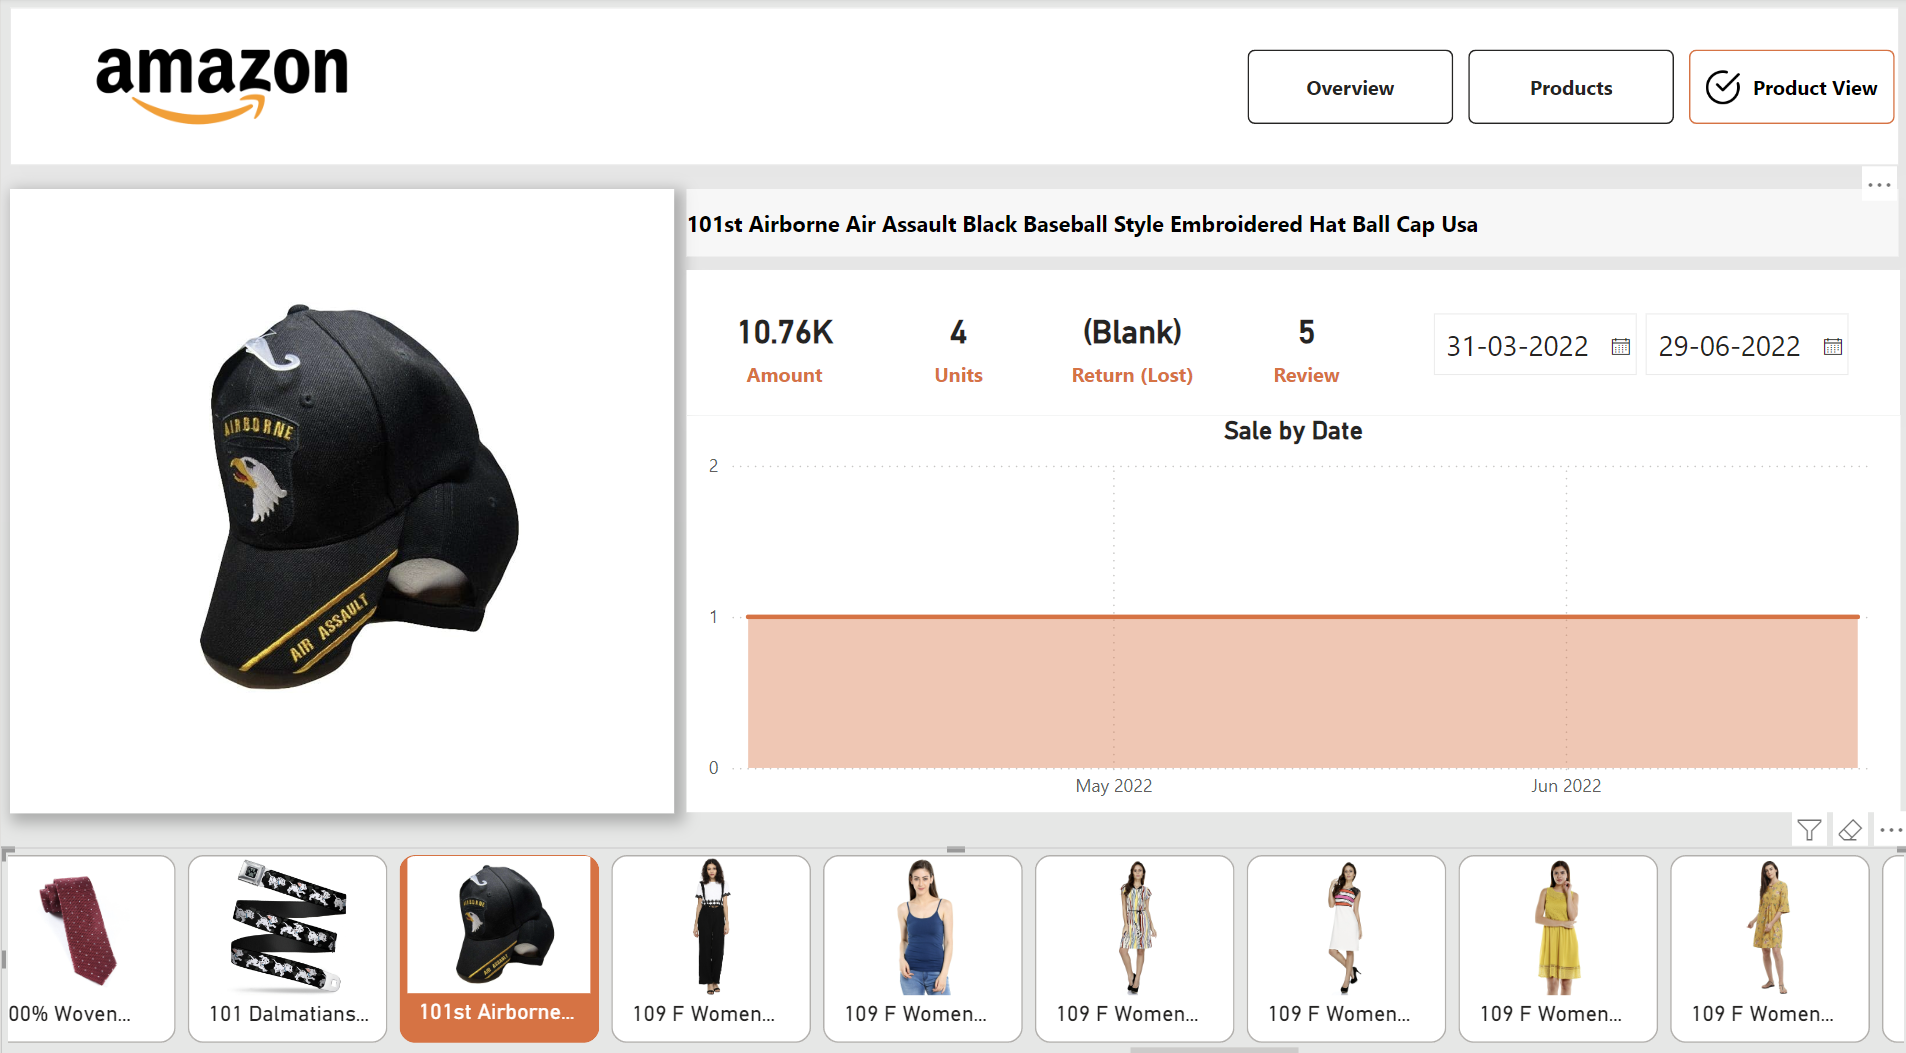 amazon
Overview
Products
Product View
101st Airborne Air Assault Black Baseball Style Embroidered Hat Ball Cap Usa
10.76K
Amount
4
Units
(Blank)
Return (Lost)
5
Review
31-03-2022
29-06-2022
AIRBORNE
AIR ASSAULT
Sale by Date
2
1
0
May 2022
Jun 2022
00% Woven...
101 Dalmatians...
AIRBORNE
AIR ASSAULT
101st Airborne...
109 F Women...
109 F Women...
109 F Women...
109 F Women...
109 F Women...
109 F Women...